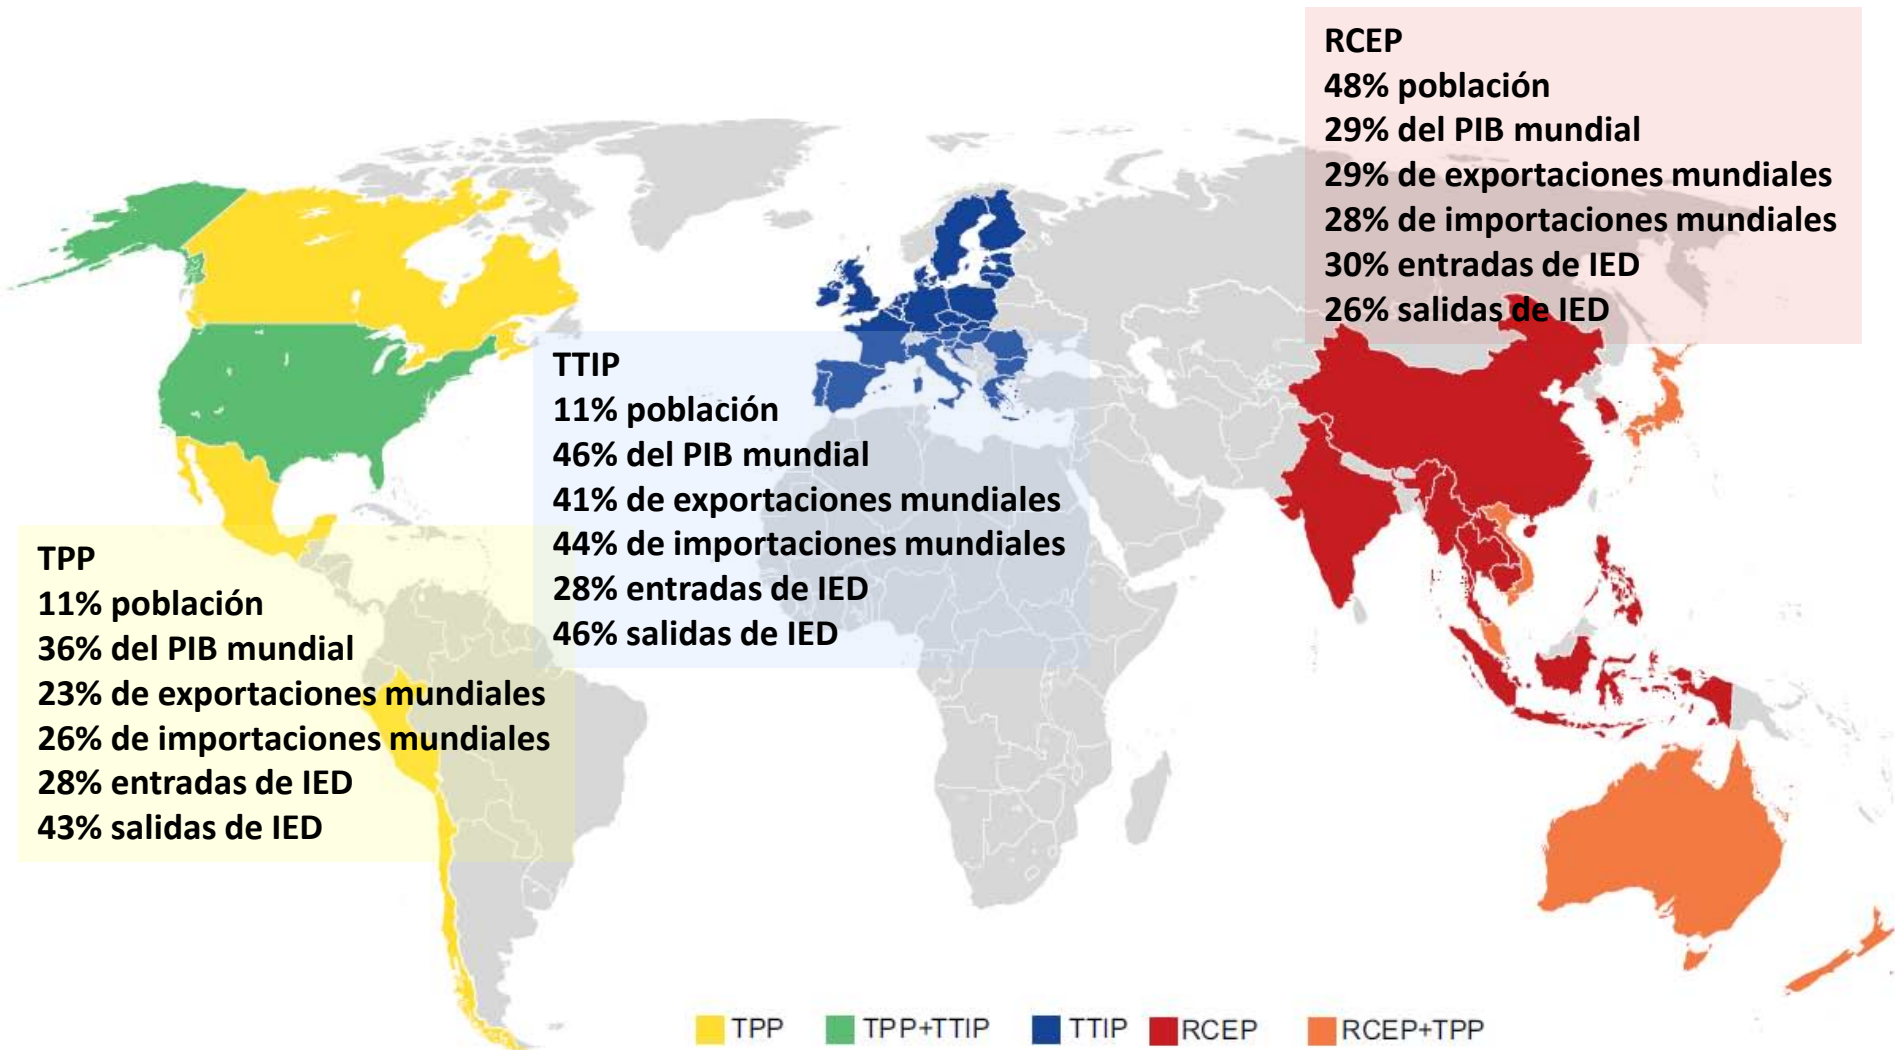 RCEP
48% población
29% del PIB mundial
29% de exportaciones mundiales
28% de importaciones mundiales
30% entradas de IED
26% salidas de IED
TTIP
11% población
46% del PIB mundial
41% de exportaciones mundiales
44% de importaciones mundiales
28% entradas de IED
46% salidas de IED
TPP
11% población
36% del PIB mundial
23% de exportaciones mundiales
26% de importaciones mundiales
28% entradas de IED
43% salidas de IED
TPP TPP+TTIP TTIP RCEP RCEP+TPP